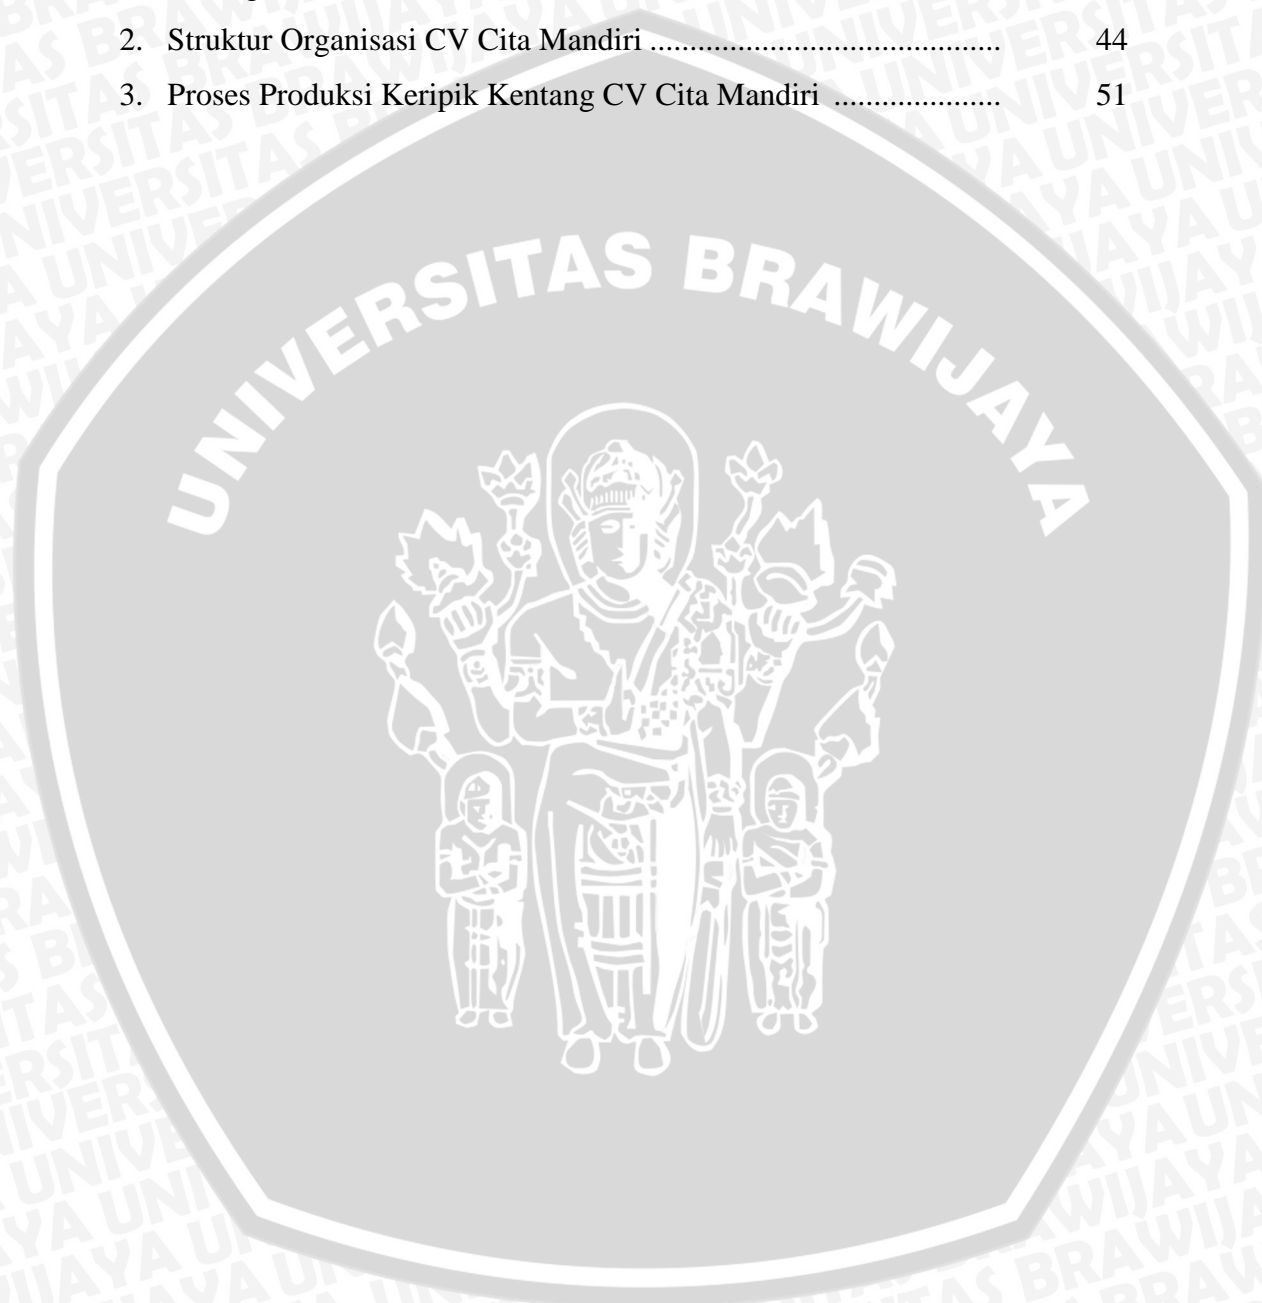 2. Struktur Organisasi CV Cita Mandiri ............................................ 44
3. Proses Produksi Keripik Kentang CV Cita Mandiri ..................... 51
UNIVERSITAS BRAWIJAYA